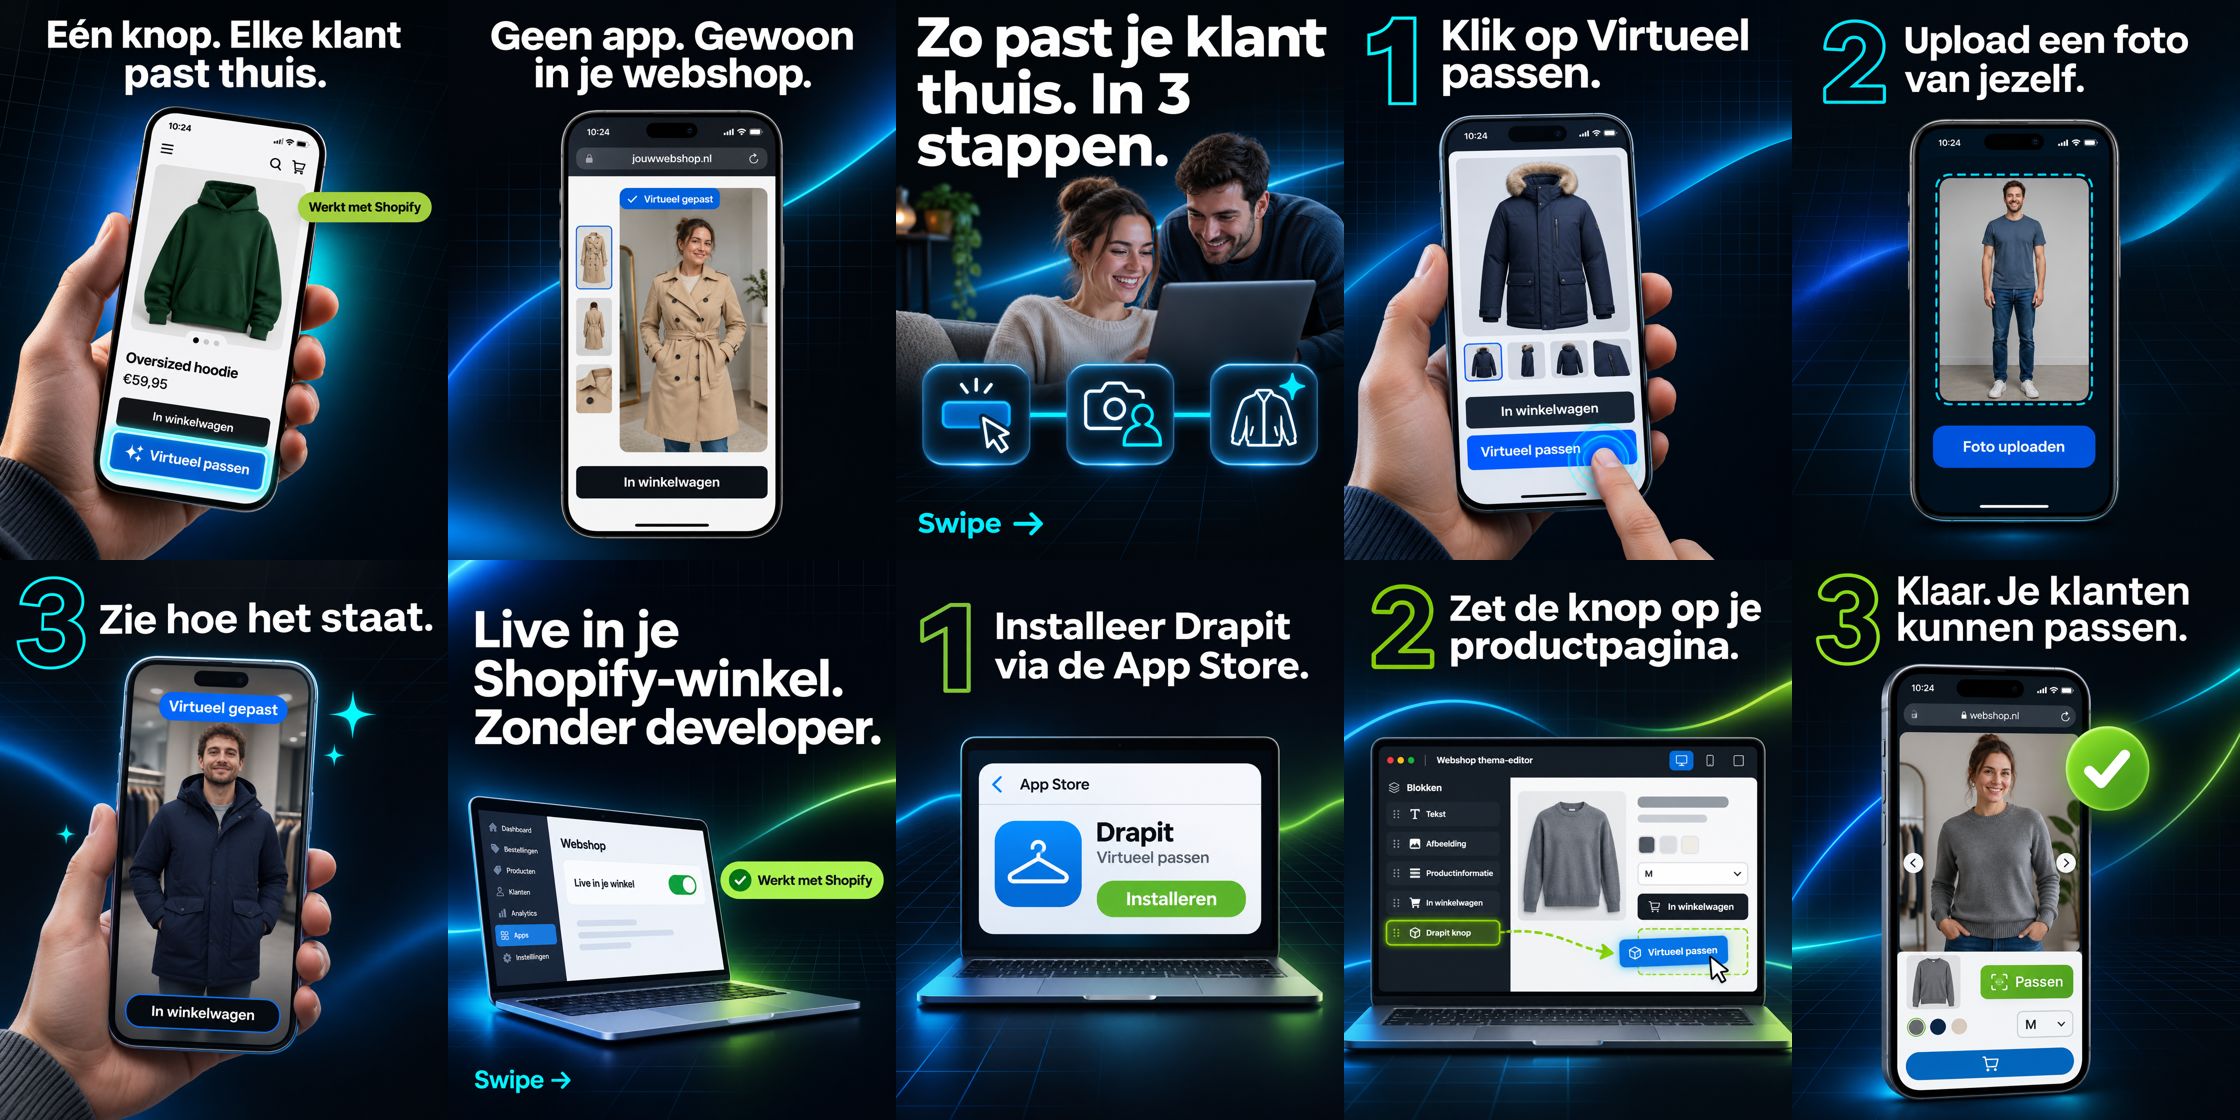 Eén knop. Elke klant
past thuis.
10:24
Werkt met Shopify
Oversized hoodie
€59,95
In winkelwagen
Virtueel passen
Geen app. Gewoon
in je webshop.
10:24
jouwwebshop.nl
Virtueel gepast
In winkelwagen
Zo past je klant
thuis. In 3
stappen.
Swipe →
1
Klik op Virtueel
passen.
10:24
In winkelwagen
Virtueel passen
2
Upload een foto
van jezelf.
10:24
Foto uploaden
3
Zie hoe het staat.
Virtueel gepast
In winkelwagen
Live in je
Shopify-winkel.
Zonder developer.
Dashboard
Bestellingen
Producten
Klanten
Analytics
Apps
Instellingen
Webshop
Live in je winkel
Werkt met Shopify
Swipe →
1
Installeer Drapit
via de App Store.
App Store
Drapit
Virtueel passen
Installeren
2
Zet de knop op je
productpagina.
Webshop thema-editor
Blokken
Tekst
Afbeelding
Productinformatie
In winkelwagen
Drapit knop
M
In winkelwagen
Virtueel passen
3
Klaar. Je klanten
kunnen passen.
10:24
webshop.nl
Passen
M